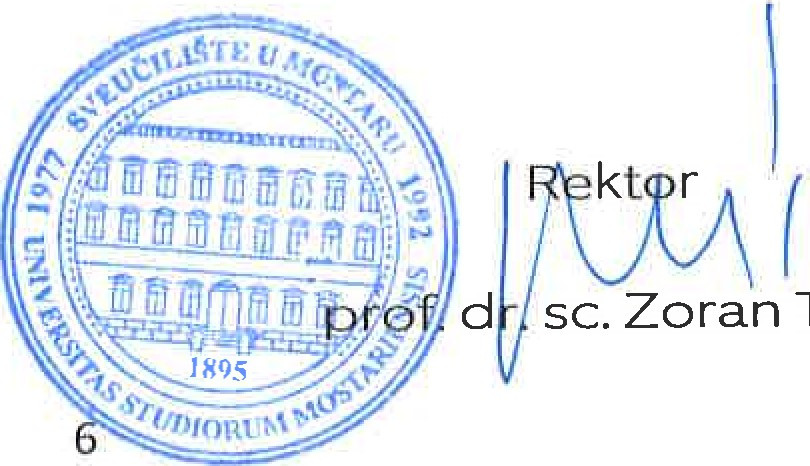 SVEUČILIŠTE U MOSTARU
1977
1992
UNIVERSITAS STUDIORUM MOSTARIENSIS
1895
Rektor
prof. dr. sc. Zoran T
6